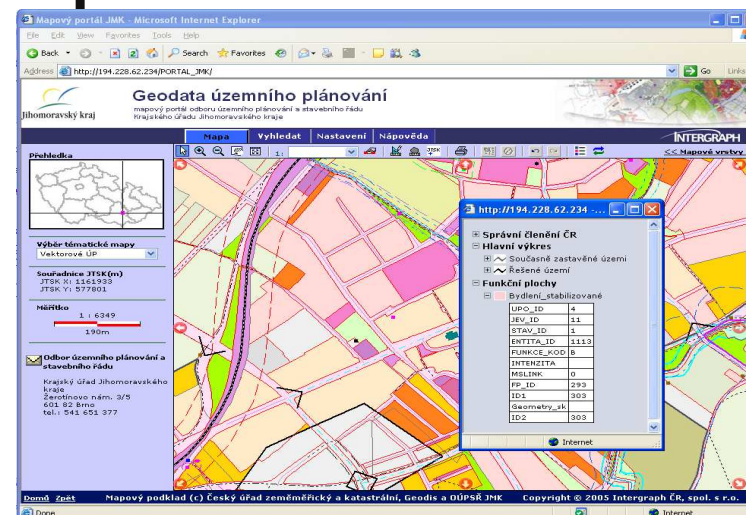 Mapový portál JMK - Microsoft Internet Explorer
File Edit View Favorites Tools Help
Back Search Favorites
Address http://194.228.62.234/PORTAL_JMK/ Go Links
Jihomoravský kraj
Geodata územního plánování
mapový portál odboru územního plánování a stavebního řádu
Krajského úřadu Jihomoravského kraje
Mapa Vyhledat Nastavení Nápověda
INTERGRAPH
1:
JTSK
<< Mapové vrstvy
Přehledka
Výběr tématické mapy
Vektorové ÚP
Souřadnice JTSK(m)
JTSK X: 1161933
JTSK Y: 577801
Měřítko
1 : 6349
190m
Odbor územního plánování a
stavebního řádu
Krajský úřad Jihomoravského
kraje
Žerotínovo nám. 3/5
601 82 Brno
tel.: 541 651 377
http://194.228.62.234 -...
Správní členění ČR
Hlavní výkres
Současně zastavěné území
Řešené území
Funkční plochy
Bydlení_stabilizované
UPO_ID 4
JEV_ID 11
STAV_ID 1
ENTITA_ID 1113
FUNKCE_KOD B
INTENZITA
MSLINK 0
FP_ID 293
ID1 303
Geometry_sk
ID2 303
Internet
Domů Zpět Mapový podklad (c) Český úřad zeměměřický a katastrální, Geodis a OÚPSŘ JMK Copyright © 2005 Intergraph ČR, spol. s r.o.
Done Internet